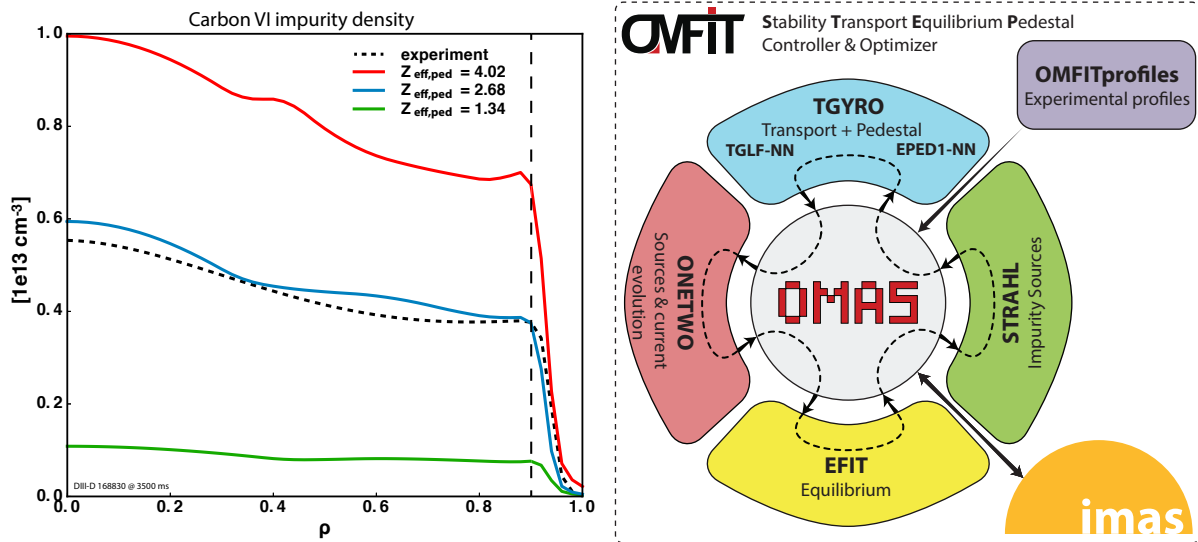 Carbon VI impurity density
experiment
Z eff,ped = 4.02
Z eff,ped = 2.68
Z eff,ped = 1.34
[1e13 cm-3]
1.0
0.8
0.6
0.4
0.2
0.0
DIII-D 168830 @ 3500 ms
0.0 0.2 0.4 0.6 0.8 1.0
ρ
OMFIT
Stability Transport Equilibrium Pedestal
Controller & Optimizer
OMFITprofiles
Experimental profiles
TGYRO
Transport + Pedestal
TGLF-NN EPED1-NN
ONETWO
Sources & current
evolution
OMAS
STRAHL
Impurity Sources
EFIT
Equilibrium
imas